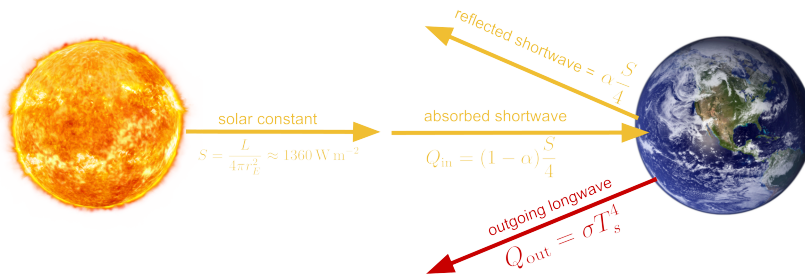 reflected shortwave = α S/4
solar constant
S = L/(4πr_E^2) ≈ 1360 W m^−2
absorbed shortwave
Q_in = (1 − α) S/4
outgoing longwave
Q_out = σT_s^4